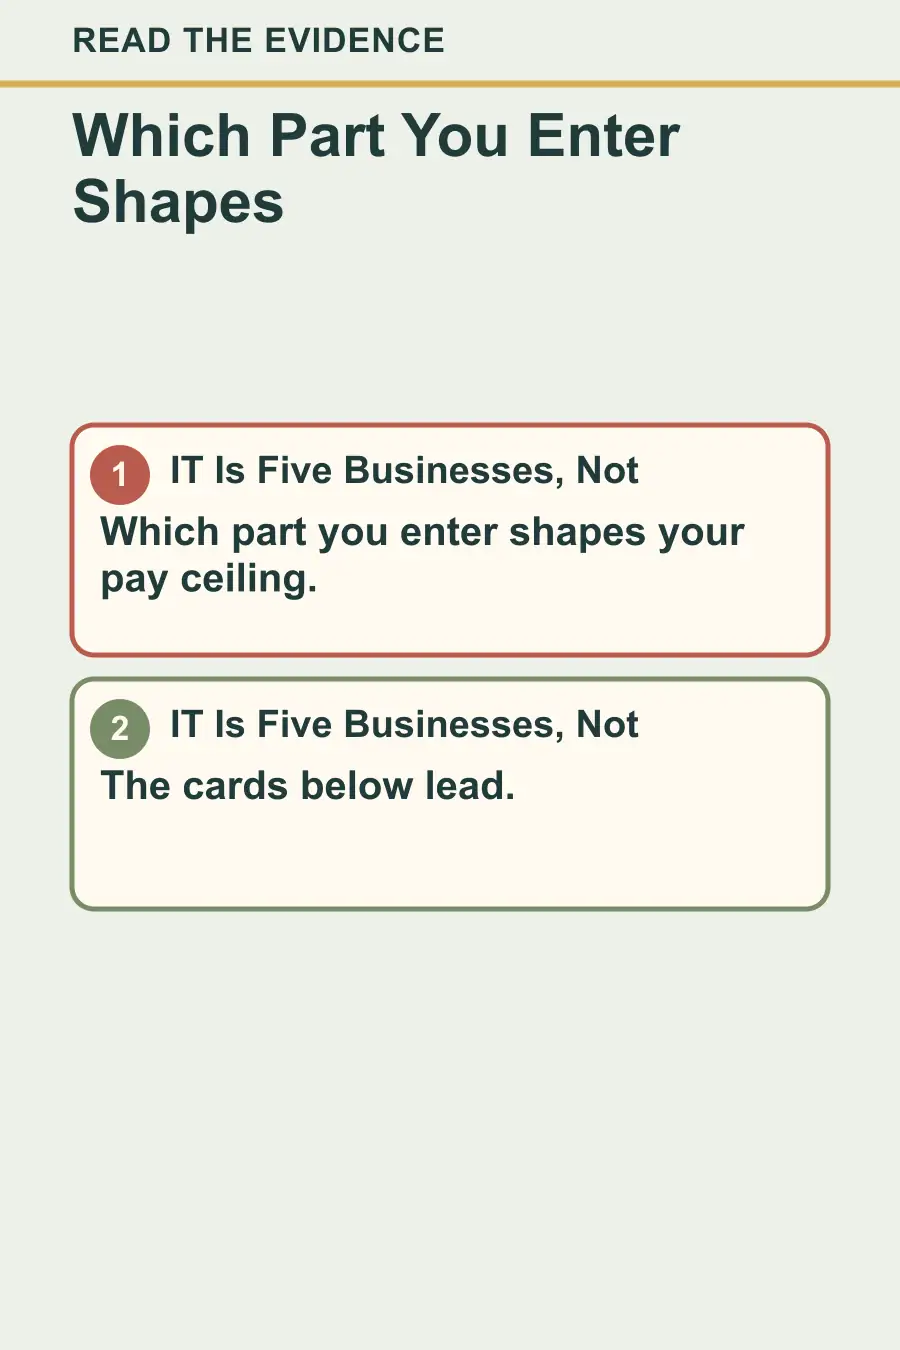 READ THE EVIDENCE
Which Part You Enter
Shapes
1 IT Is Five Businesses, Not
Which part you enter shapes your
pay ceiling.
2 IT Is Five Businesses, Not
The cards below lead.